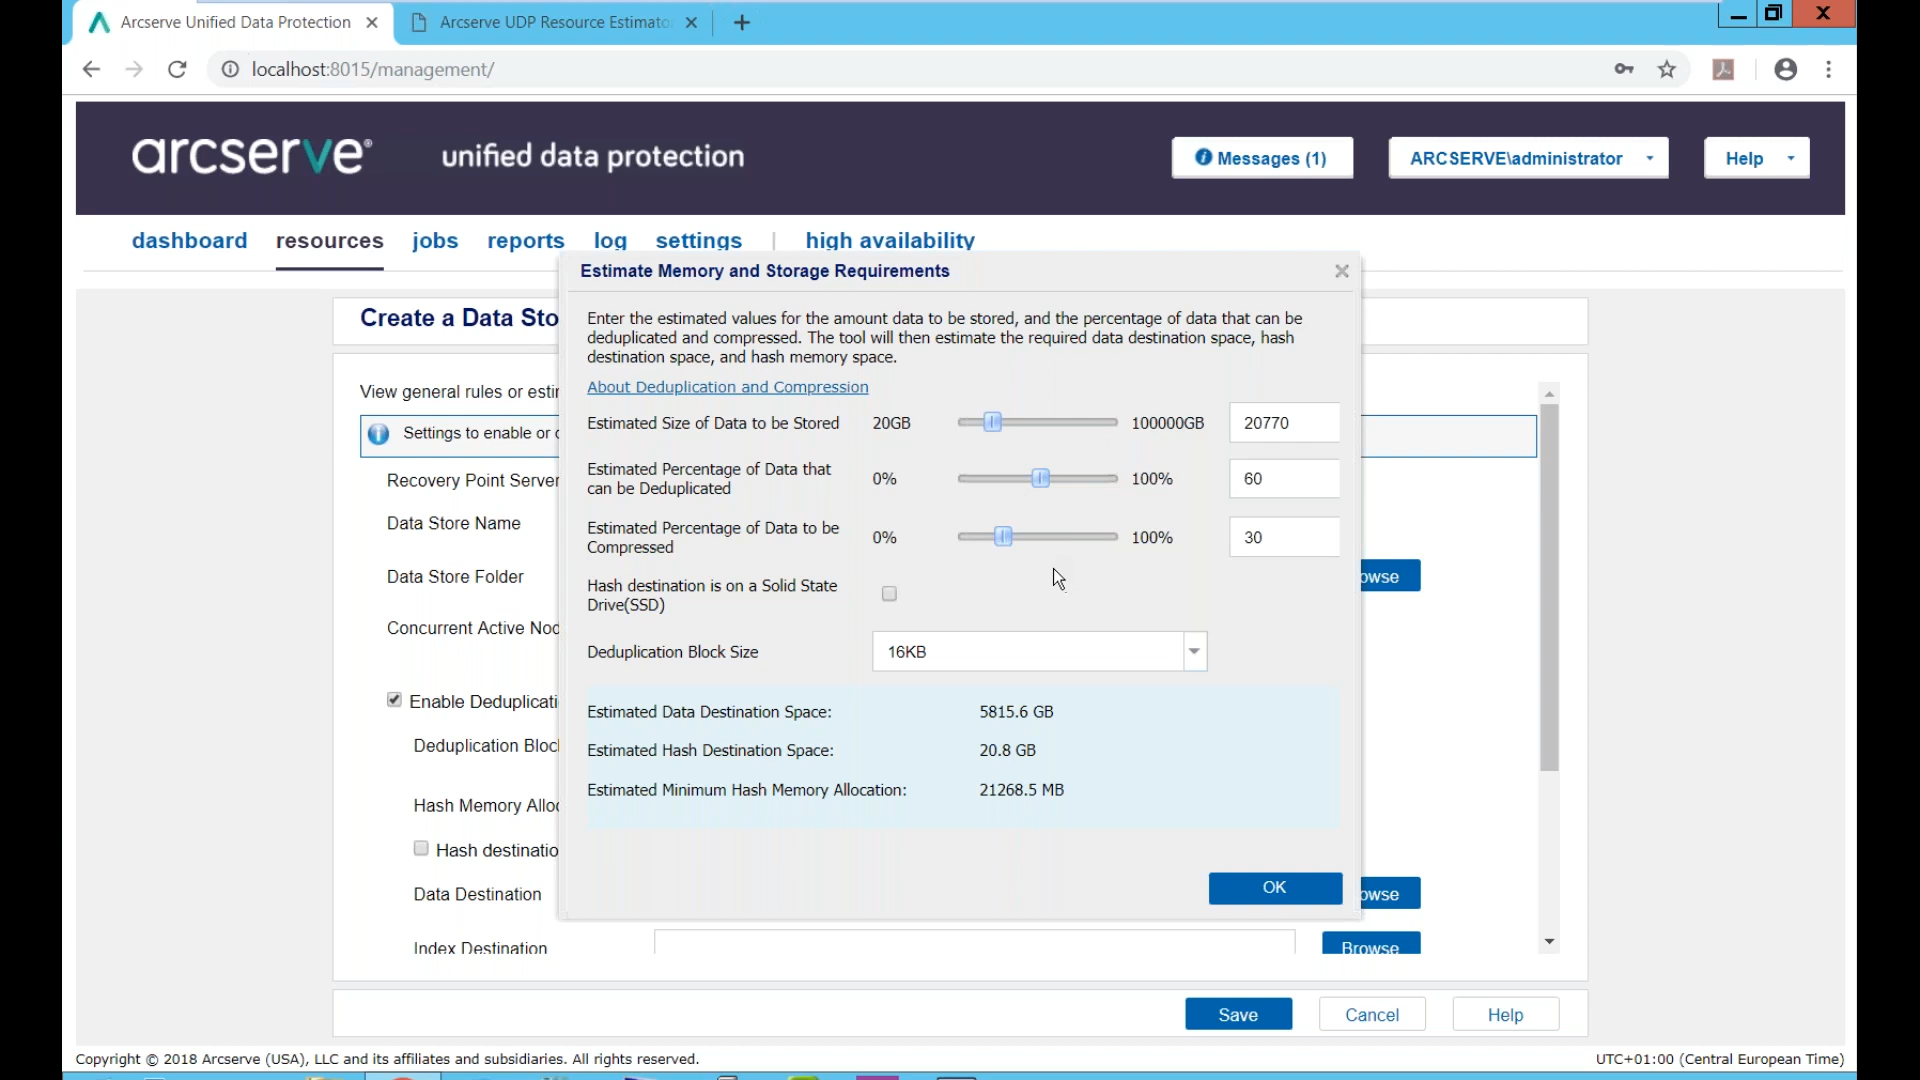 Arcserve Unified Data Protection
Arcserve UDP Resource Estimato
localhost:8015/management/
arcserve®
unified data protection
Messages (1)
ARCSERVE\administrator
Help
dashboard
resources
jobs
reports
log
settings
high availability
Estimate Memory and Storage Requirements
Create a Data Sto
Enter the estimated values for the amount data to be stored, and the percentage of data that can be
deduplicated and compressed. The tool will then estimate the required data destination space, hash
destination space, and hash memory space.
About Deduplication and Compression
View general rules or esti
Settings to enable or
Estimated Size of Data to be Stored
20GB
100000GB
20770
Recovery Point Server
Estimated Percentage of Data that
can be Deduplicated
0%
100%
60
Data Store Name
Estimated Percentage of Data to be
Compressed
0%
100%
30
Data Store Folder
Hash destination is on a Solid State
Drive(SSD)
owse
Concurrent Active Nod
Deduplication Block Size
16KB
Enable Deduplicati
Estimated Data Destination Space:
5815.6 GB
Deduplication Bloc
Estimated Hash Destination Space:
20.8 GB
Estimated Minimum Hash Memory Allocation:
21268.5 MB
Hash Memory Alloc
Hash destinatio
OK
Data Destination
owse
Index Destination
Browse
Save
Cancel
Help
Copyright © 2018 Arcserve (USA), LLC and its affiliates and subsidiaries. All rights reserved.
UTC+01:00 (Central European Time)